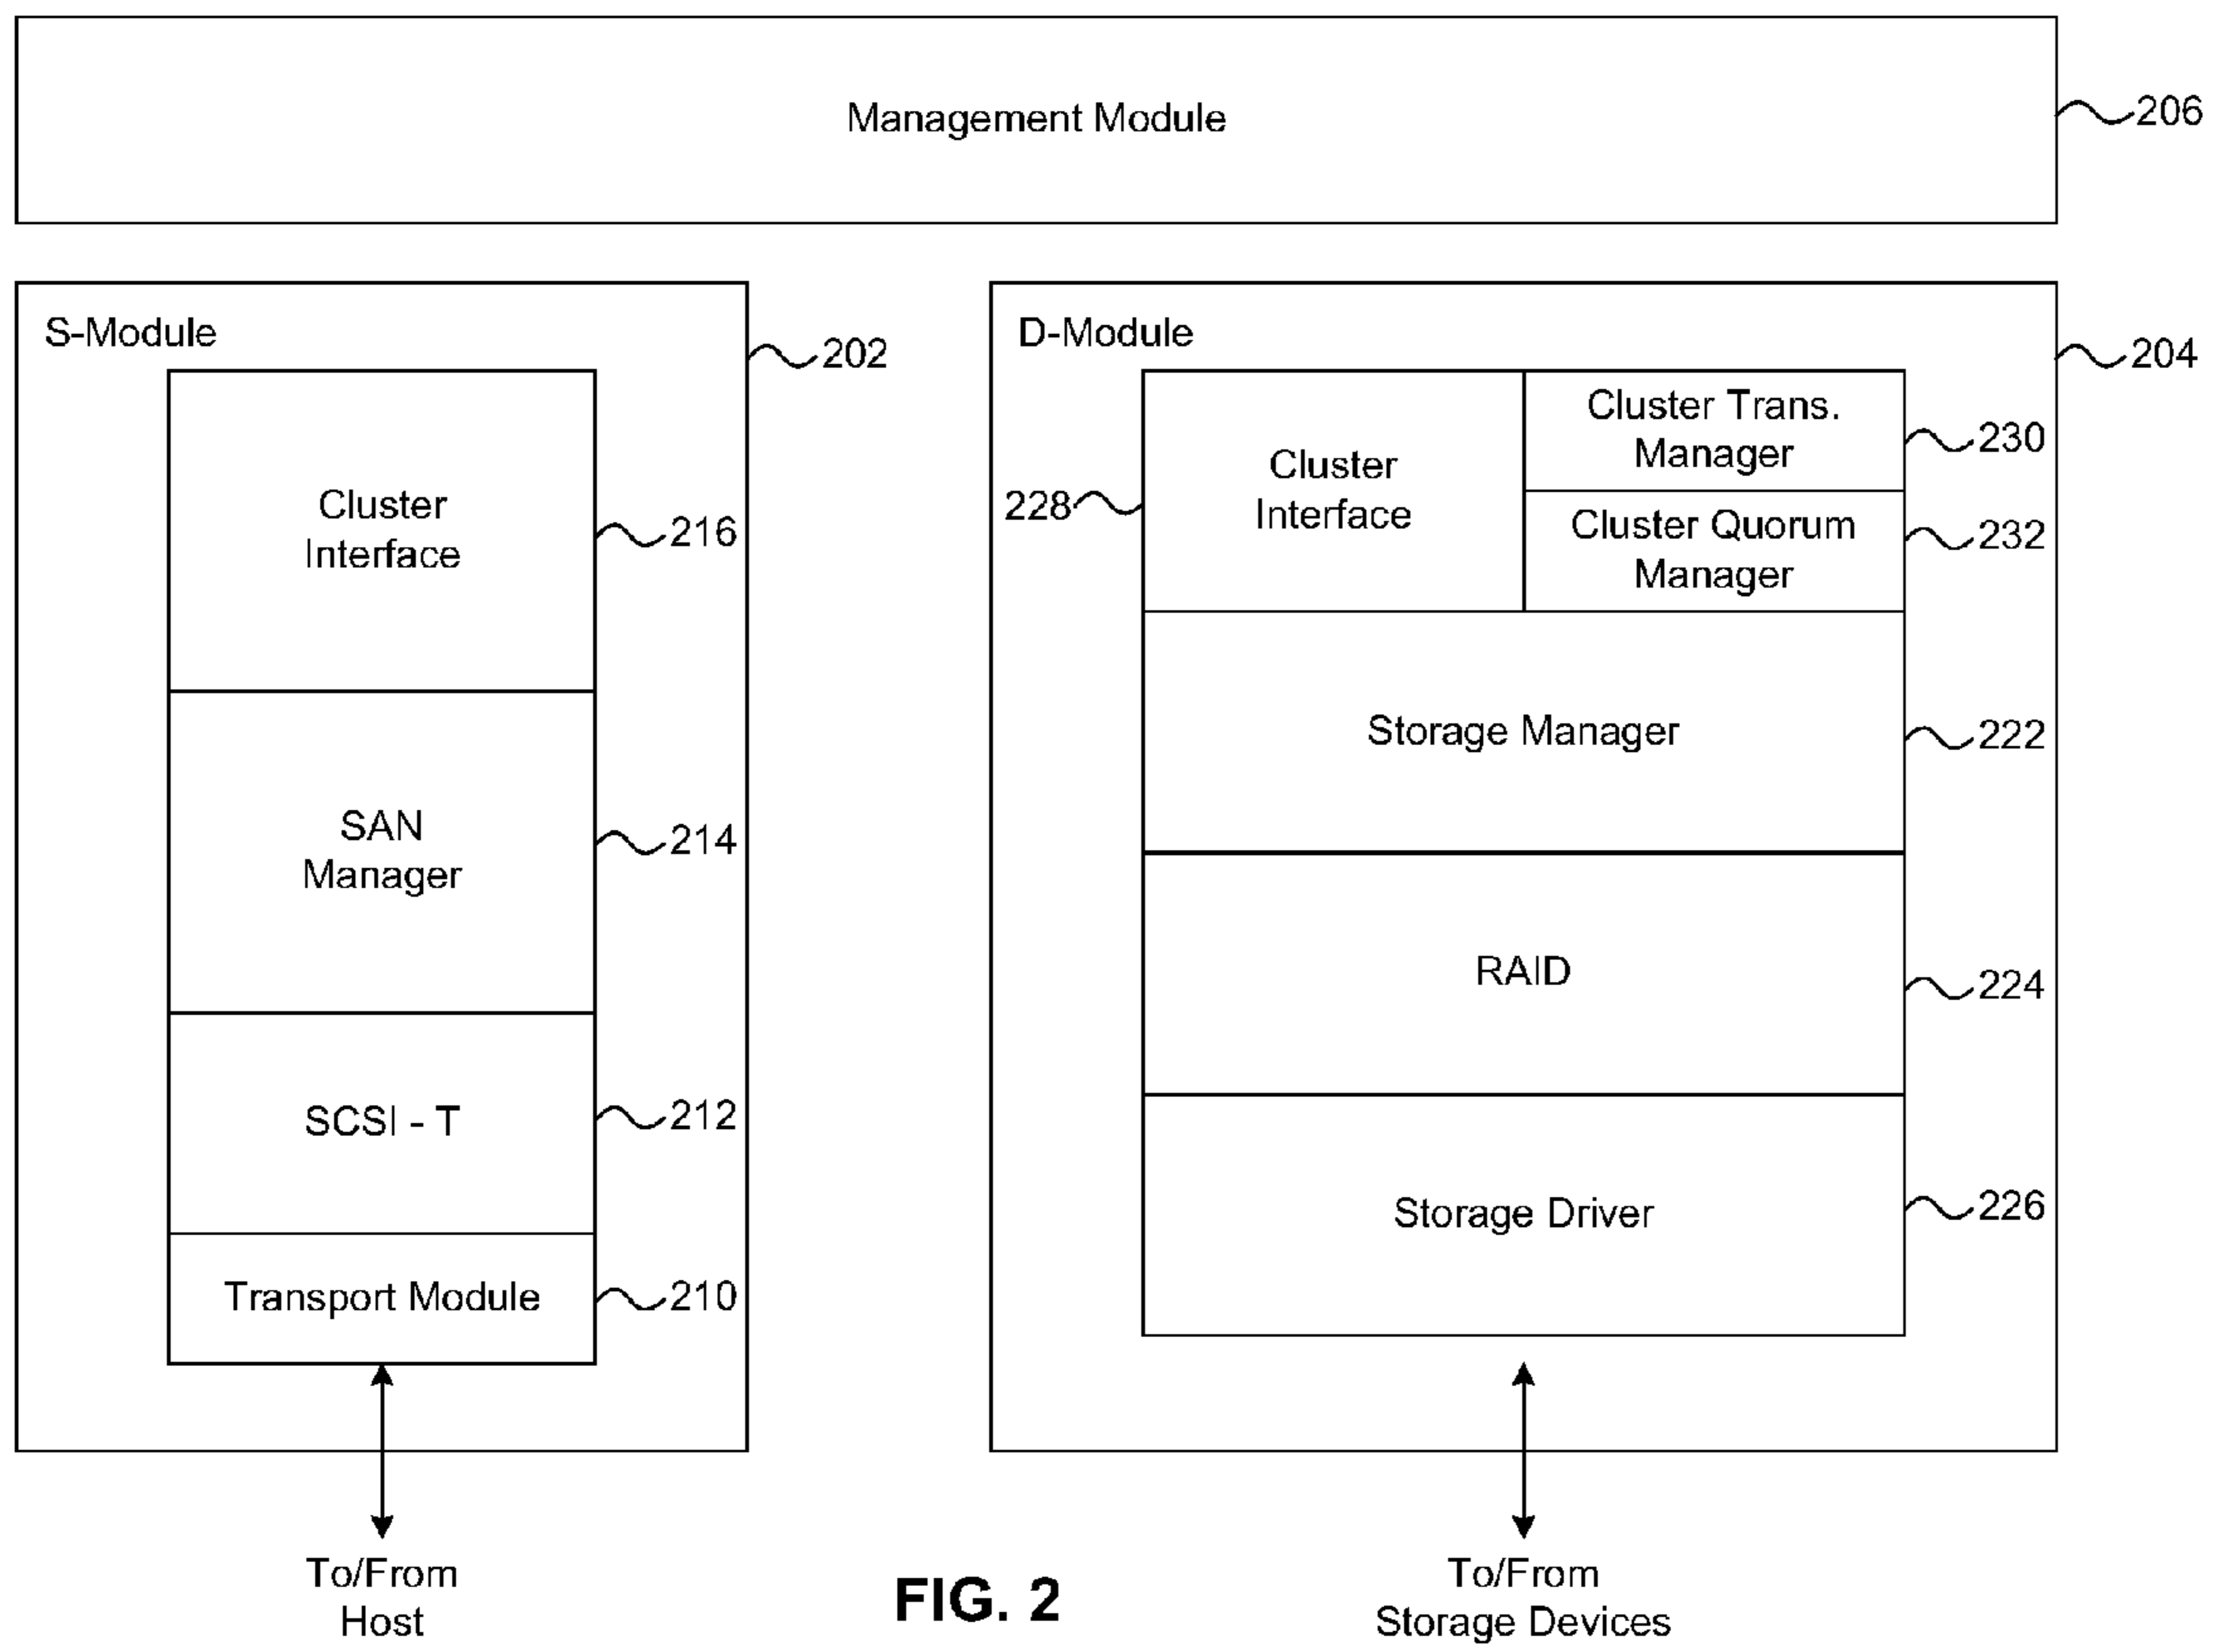 Management Module
206
S-Module
202
Cluster
Interface
216
SAN
Manager
214
SCSI - T
212
Transport Module
210
To/From
Host
D-Module
204
Cluster
Interface
228
Cluster Trans.
Manager
230
Cluster Quorum
Manager
232
Storage Manager
222
RAID
224
Storage Driver
226
To/From
Storage Devices
FIG. 2